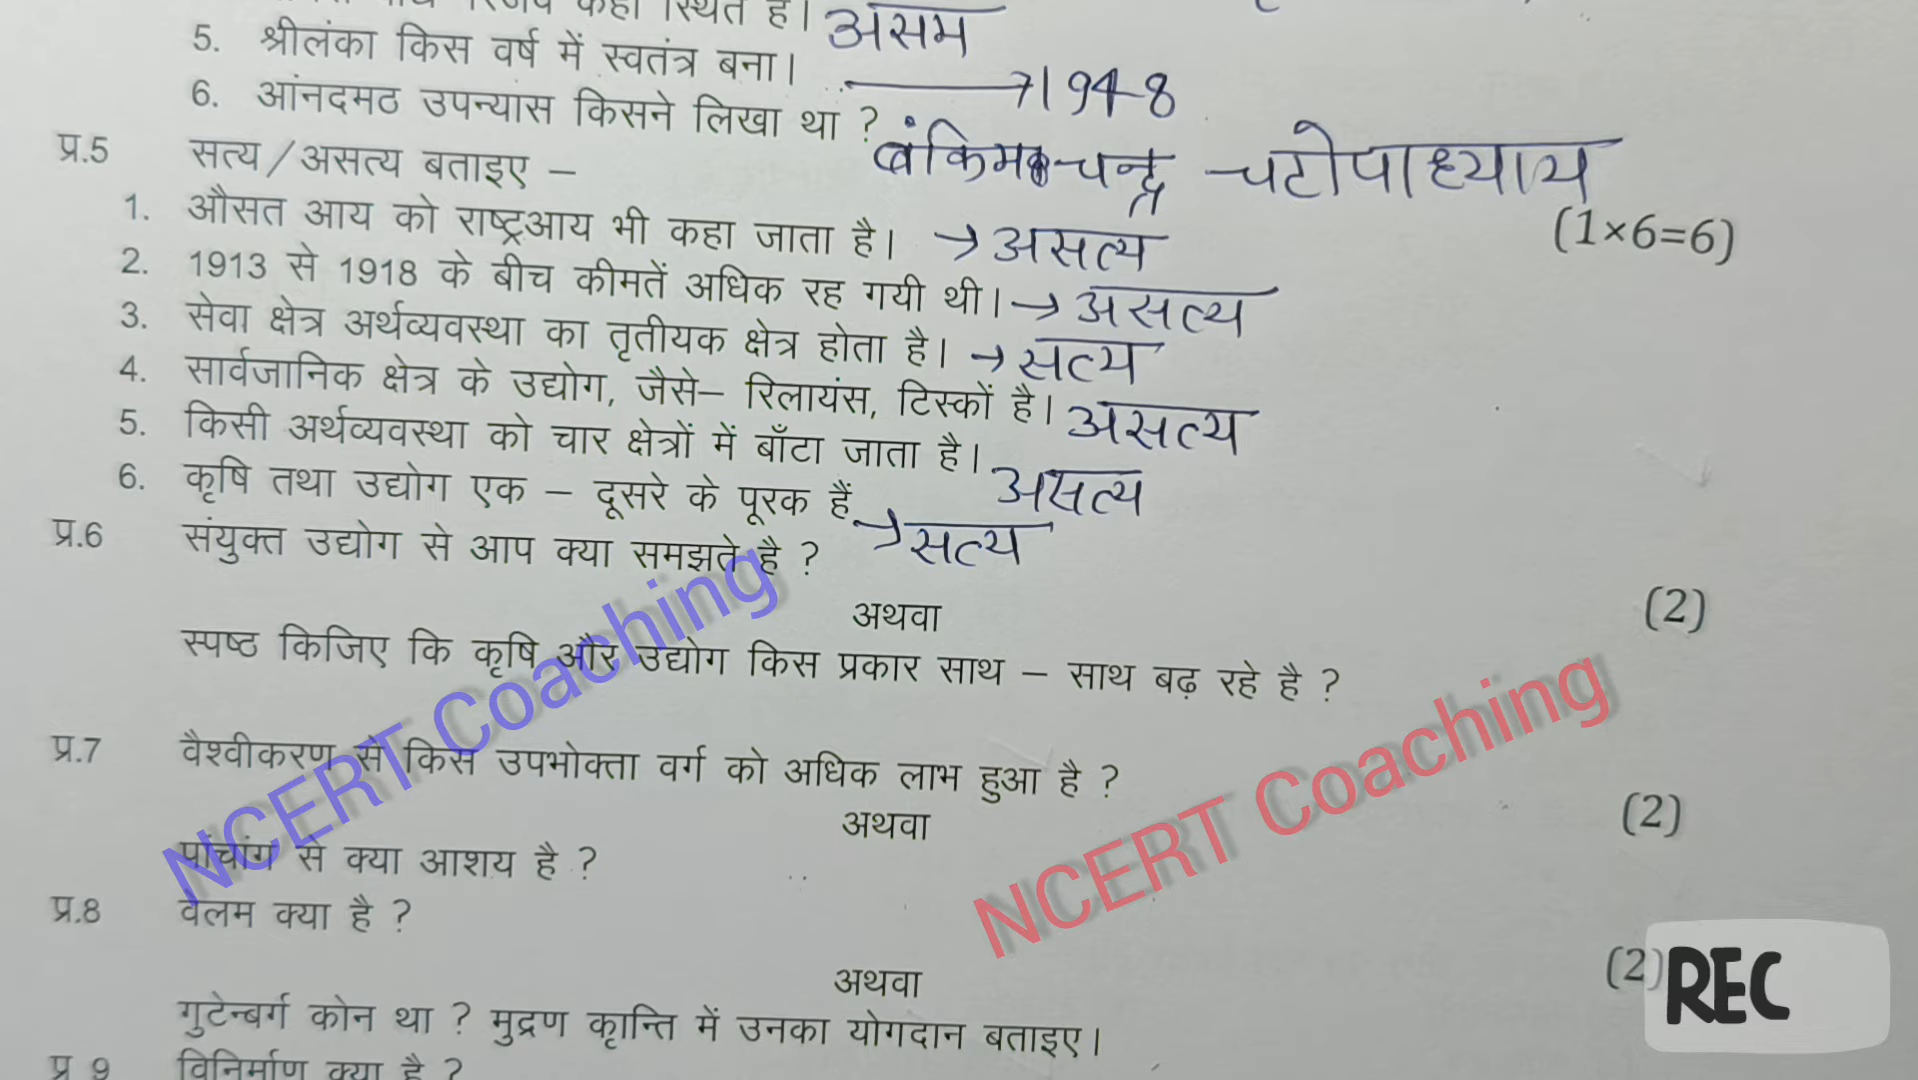 कहाँ स्थित है। असम
5. श्रीलंका किस वर्ष में स्वतंत्र बना। → 1948
6. आंनदमठ उपन्यास किसने लिखा था ? बंकिम चन्द्र चटोपाध्याय
प्र.5 सत्य/असत्य बताइए – (1×6=6)
1. औसत आय को राष्ट्रआय भी कहा जाता है। → असत्य
2. 1913 से 1918 के बीच कीमतें अधिक रह गयी थी। → असत्य
3. सेवा क्षेत्र अर्थव्यवस्था का तृतीयक क्षेत्र होता है। → सत्य
4. सार्वजानिक क्षेत्र के उद्योग, जैसे– रिलायंस, टिस्कों है। असत्य
5. किसी अर्थव्यवस्था को चार क्षेत्रों में बाँटा जाता है। असत्य
6. कृषि तथा उद्योग एक – दूसरे के पूरक हैं → सत्य
प्र.6 संयुक्त उद्योग से आप क्या समझते है ?
अथवा (2)
स्पष्ठ किजिए कि कृषि और उद्योग किस प्रकार साथ – साथ बढ़ रहे है ?
प्र.7 वैश्वीकरण से किस उपभोक्ता वर्ग को अधिक लाभ हुआ है ?
अथवा (2)
पांचांग से क्या आशय है ?
प्र.8 वेलम क्या है ?
अथवा (2)
गुटेन्बर्ग कोन था ? मुद्रण कृान्ति में उनका योगदान बताइए।
प्र 9 विनिर्माण क्या है ?
NCERT Coaching
NCERT Coaching
REC